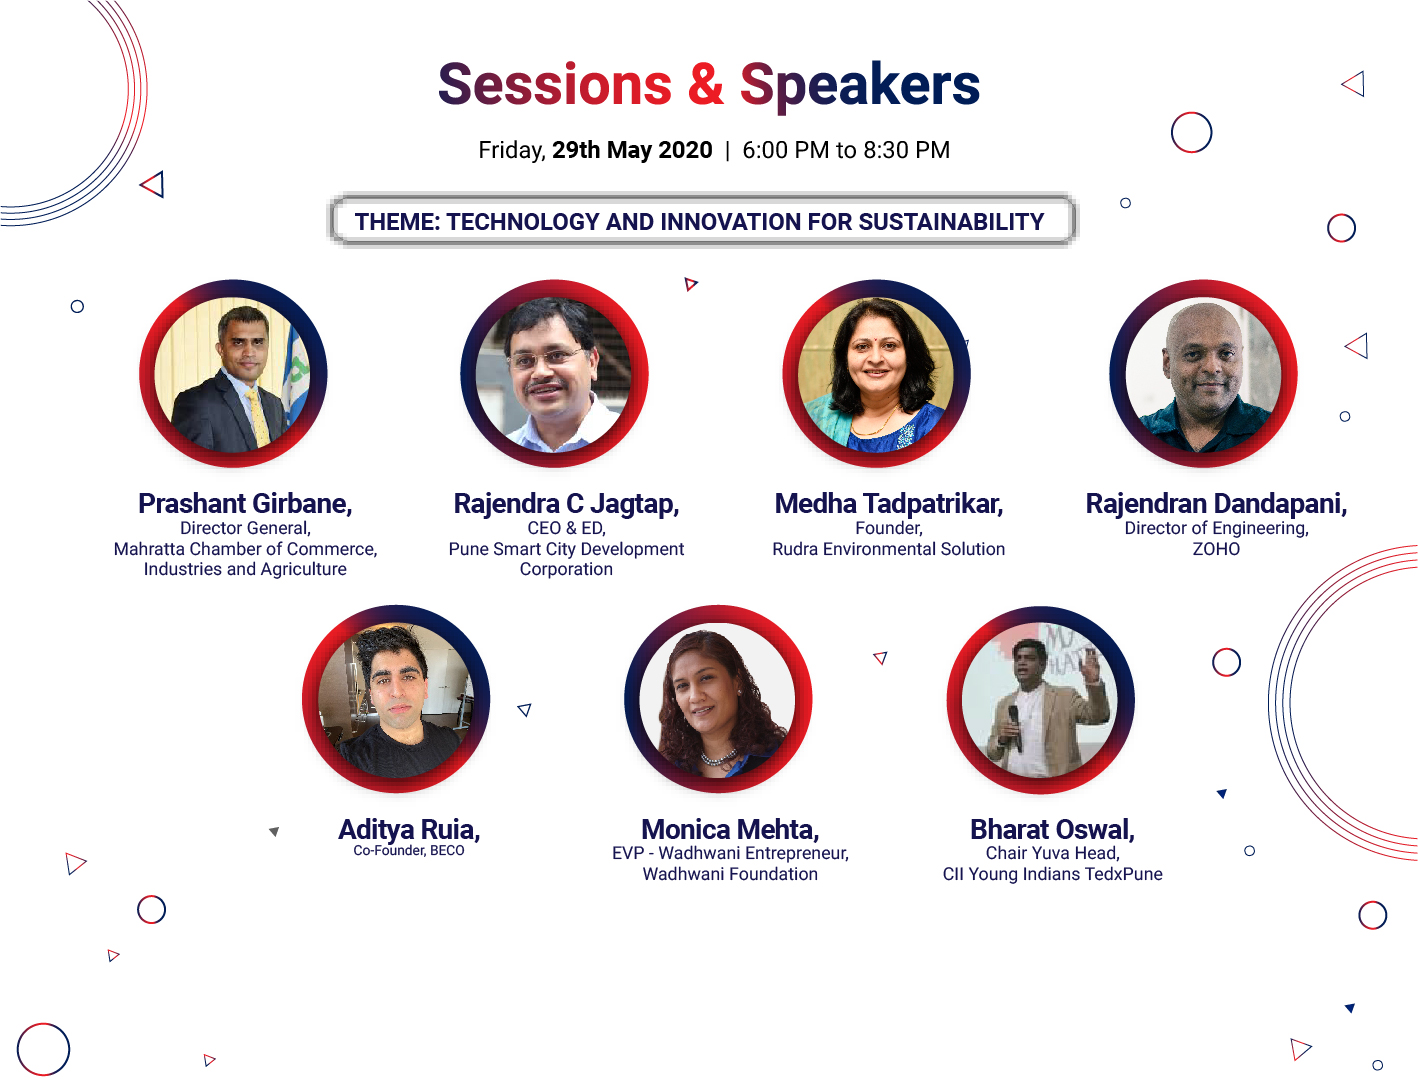 Sessions & Speakers
Friday, 29th May 2020 | 6:00 PM to 8:30 PM
THEME: TECHNOLOGY AND INNOVATION FOR SUSTAINABILITY
Prashant Girbane,
Director General,
Mahratta Chamber of Commerce,
Industries and Agriculture
Rajendra C Jagtap,
CEO & ED,
Pune Smart City Development
Corporation
Medha Tadpatrikar,
Founder,
Rudra Environmental Solution
Rajendran Dandapani,
Director of Engineering,
ZOHO
Aditya Ruia,
Co-Founder, BECO
Monica Mehta,
EVP - Wadhwani Entrepreneur,
Wadhwani Foundation
Bharat Oswal,
Chair Yuva Head,
CII Young Indians TedxPune